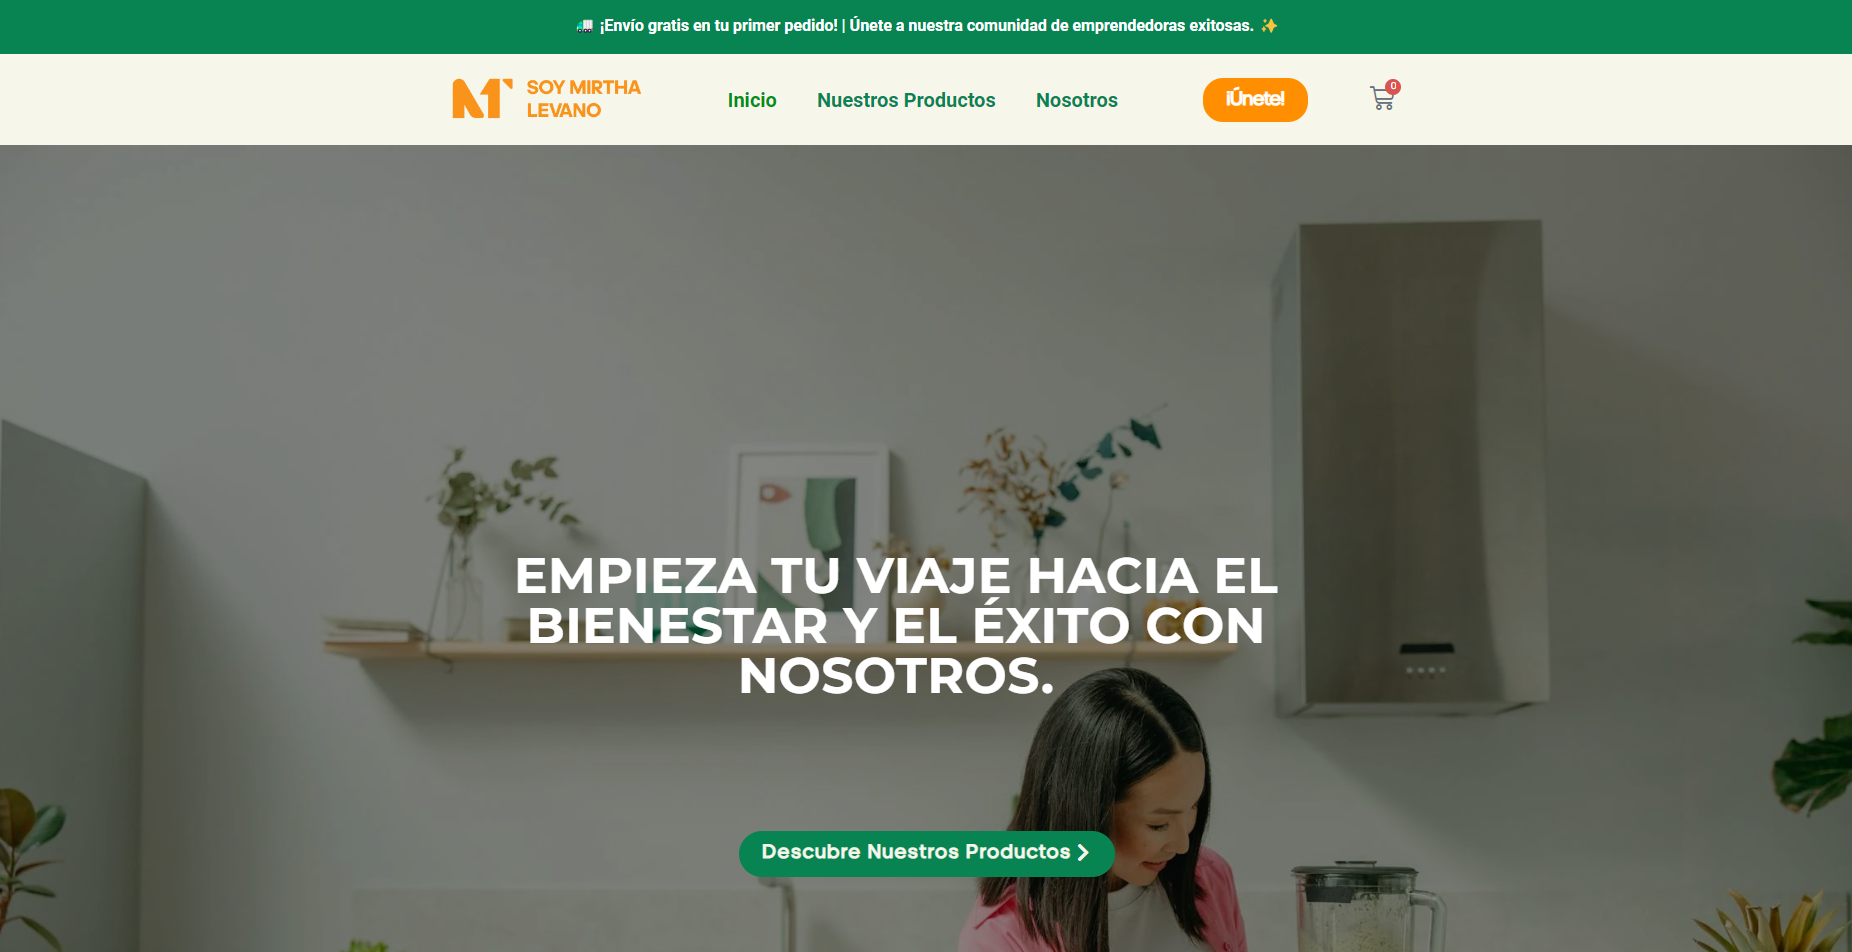 🚛 ¡Envío gratis en tu primer pedido! | Únete a nuestra comunidad de emprendedoras exitosas. ✨
SOY MIRTHA
LEVANO
Inicio
Nuestros Productos
Nosotros
¡Únete!
0
EMPIEZA TU VIAJE HACIA EL
BIENESTAR Y EL ÉXITO CON
NOSOTROS.
Descubre Nuestros Productos